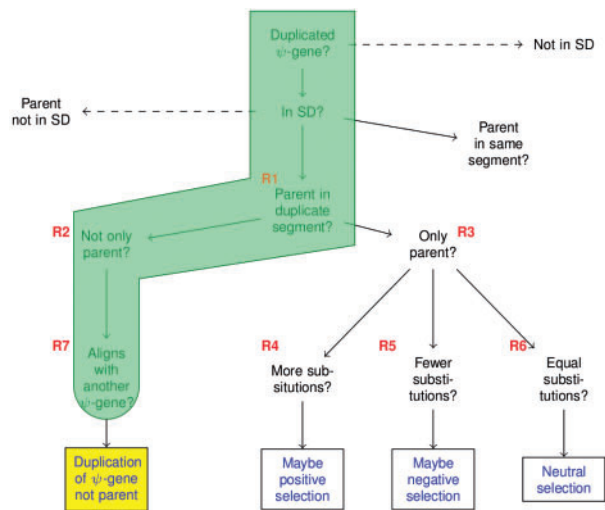 Duplicated
ψ-gene?
Not in SD
Parent
not in SD
In SD?
Parent
in same
segment?
R1
Parent in
duplicate
segment?
R2
Not only
parent?
Only
parent?
R3
R7
Aligns
with
another
ψ-gene?
R4
More sub-
situtions?
R5
Fewer
substi-
tutions?
R6
Equal
substi-
tutions?
Duplication
of ψ-gene
not parent
Maybe
positive
selection
Maybe
negative
selection
Neutral
selection